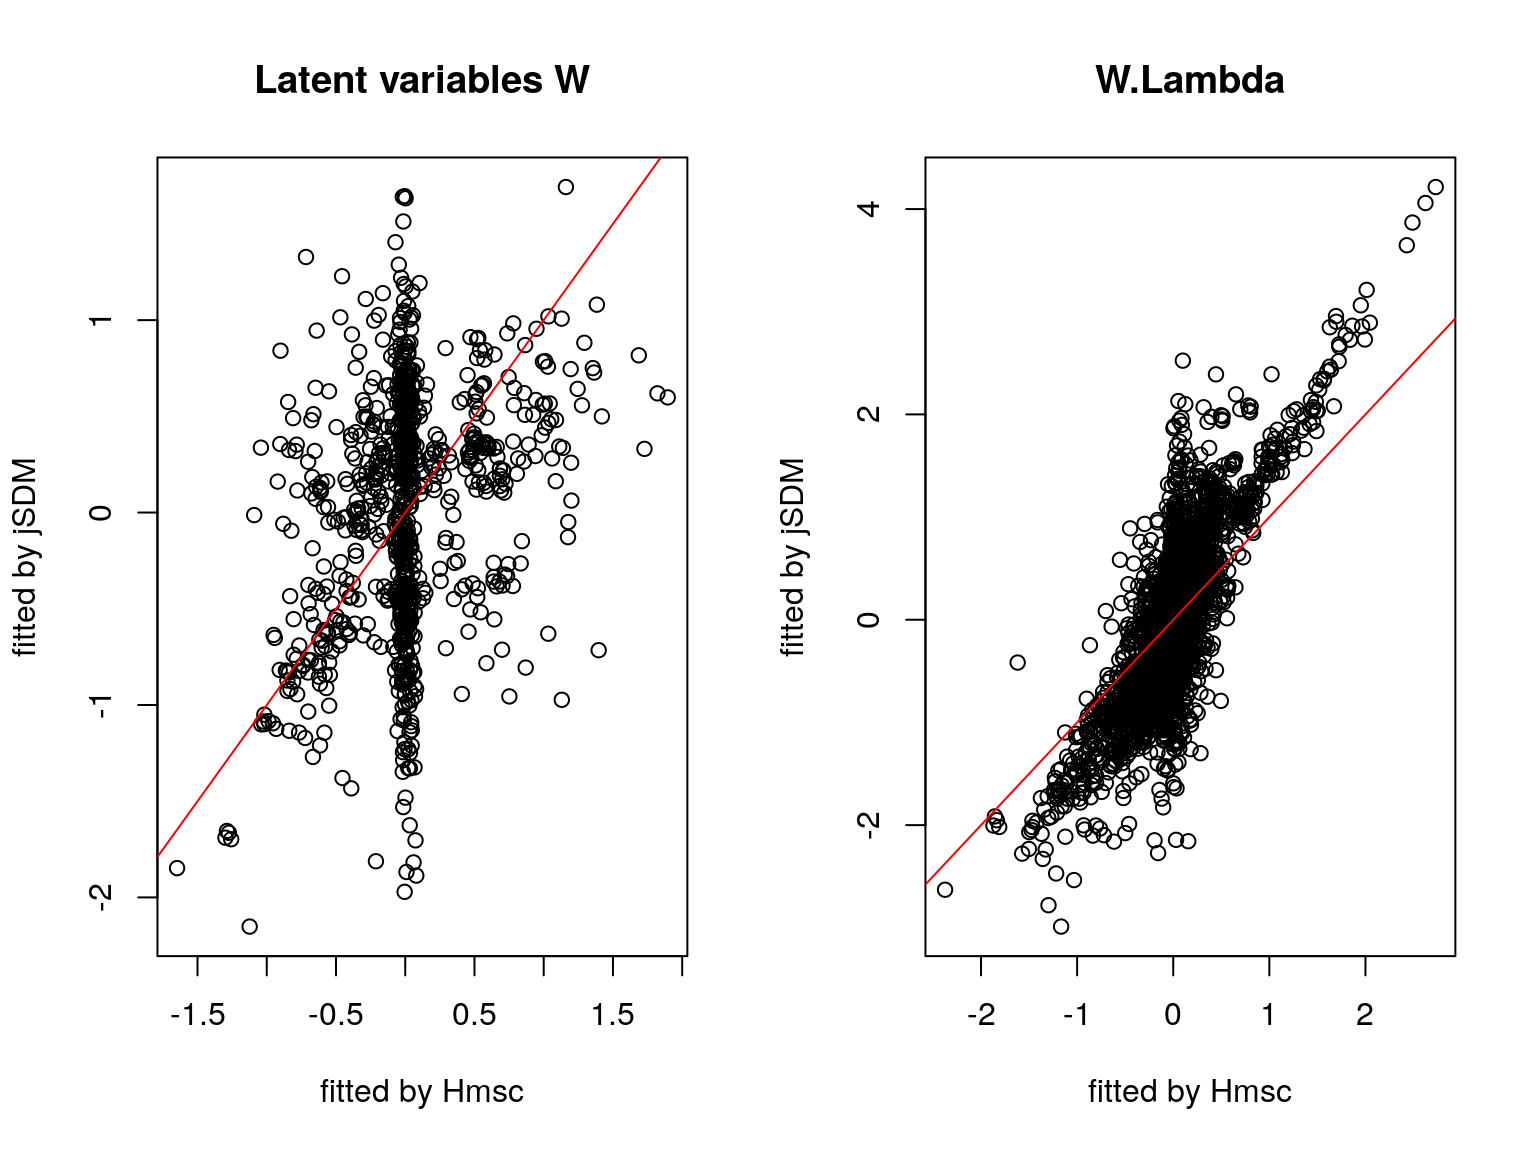 Latent variables W
fitted by jSDM
1
0
-1
-2
-1.5 -0.5 0.5 1.5
fitted by Hmsc
W.Lambda
fitted by jSDM
4
2
0
-2
-2 -1 0 1 2
fitted by Hmsc